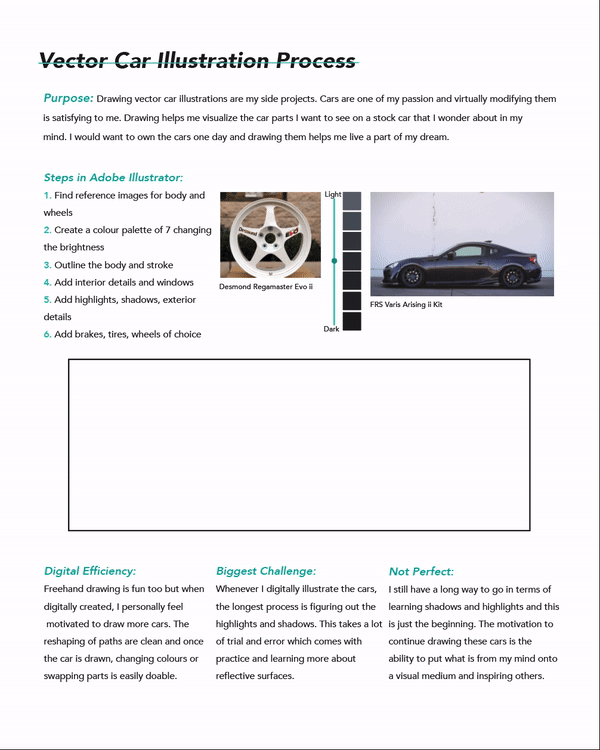 Vector Car Illustration Process
Purpose: Drawing vector car illustrations are my side projects. Cars are one of my passion and virtually modifying them
is satisfying to me. Drawing helps me visualize the car parts I want to see on a stock car that I wonder about in my
mind. I would want to own the cars one day and drawing them helps me live a part of my dream.
Steps in Adobe Illustrator:
1. Find reference images for body and
wheels
2. Create a colour palette of 7 changing
the brightness
3. Outline the body and stroke
4. Add interior details and windows
5. Add highlights, shadows, exterior
details
6. Add brakes, tires, wheels of choice
Desmond
Desmond Regamaster Evo ii
Light
Dark
FRS Varis Arising ii Kit
Digital Efficiency:
Freehand drawing is fun too but when
digitally created, I personally feel
motivated to draw more cars. The
reshaping of paths are clean and once
the car is drawn, changing colours or
swapping parts is easily doable.
Biggest Challenge:
Whenever I digitally illustrate the cars,
the longest process is figuring out the
highlights and shadows. This takes a lot
of trial and error which comes with
practice and learning more about
reflective surfaces.
Not Perfect:
I still have a long way to go in terms of
learning shadows and highlights and this
is just the beginning. The motivation to
continue drawing these cars is the
ability to put what is from my mind onto
a visual medium and inspiring others.